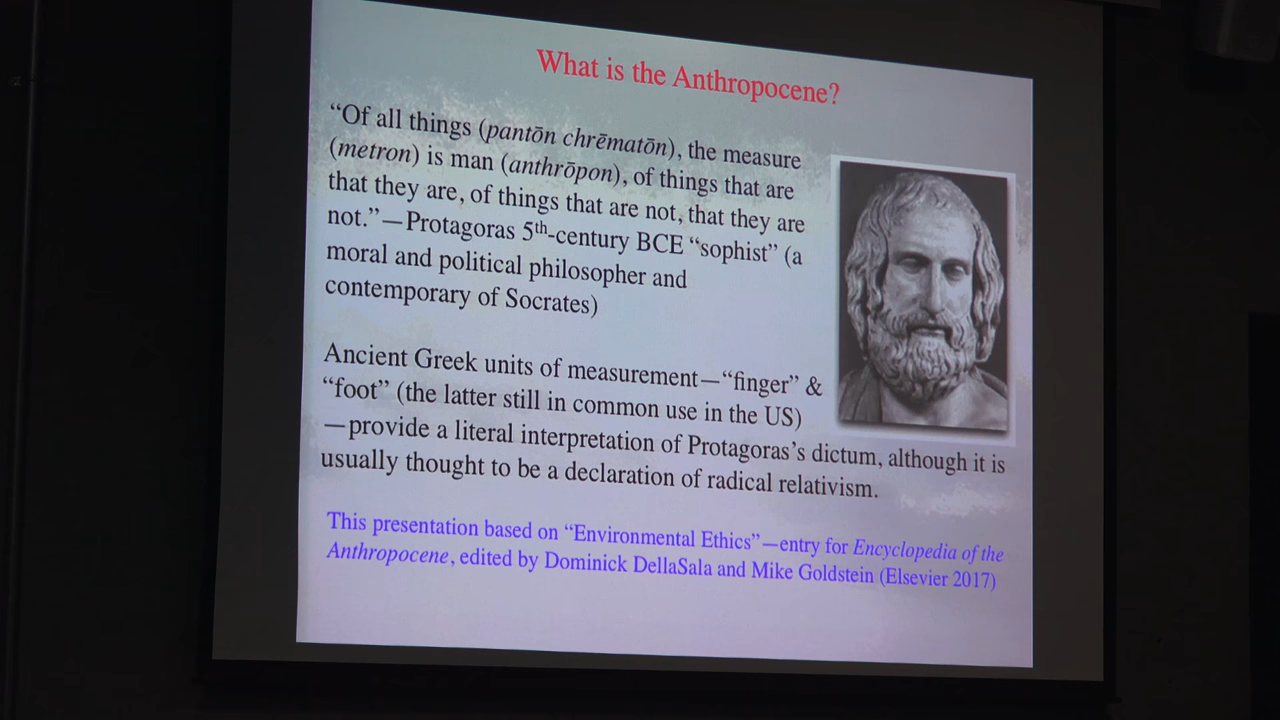 What is the Anthropocene?
“Of all things (pantōn chrēmatōn), the measure
(metron) is man (anthrōpon), of things that are
that they are, of things that are not, that they are
not.”—Protagoras 5th-century BCE “sophist” (a
moral and political philosopher and
contemporary of Socrates)
Ancient Greek units of measurement—“finger” &
“foot” (the latter still in common use in the US)
—provide a literal interpretation of Protagoras’s dictum, although it is
usually thought to be a declaration of radical relativism.
This presentation based on “Environmental Ethics”—entry for Encyclopedia of the
Anthropocene, edited by Dominick DellaSala and Mike Goldstein (Elsevier 2017)